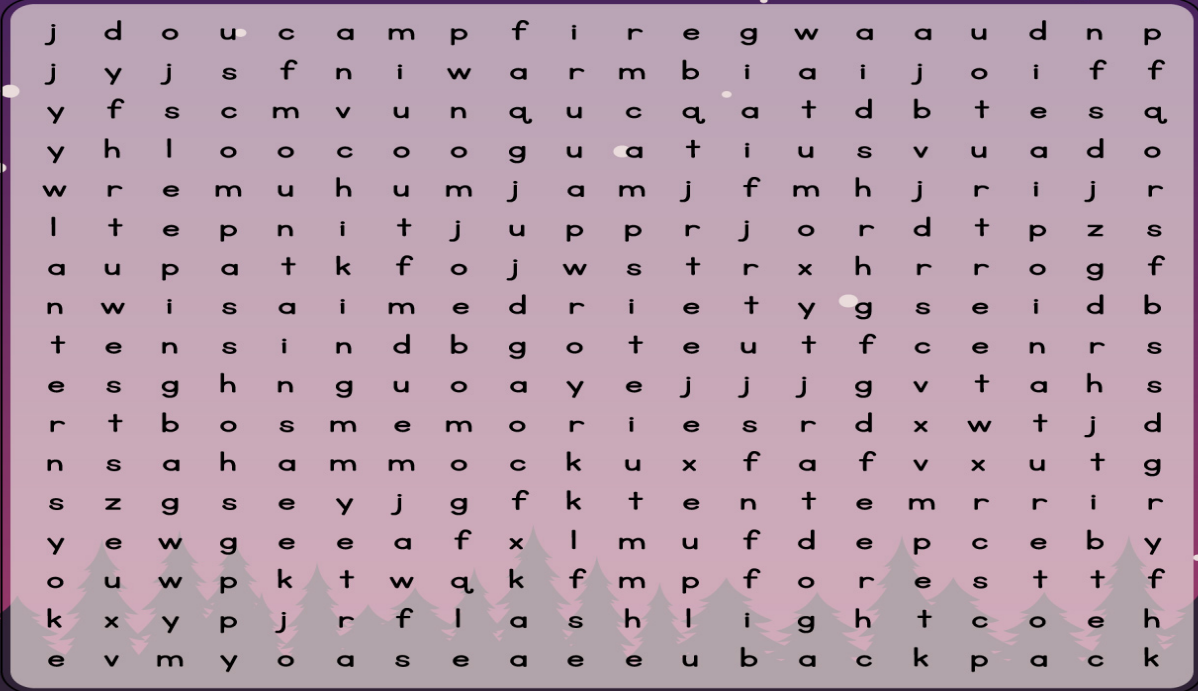 j d o u c a m p f i r e g w a a u d n p
j y j s f n i w a r m b i a i j o i f f
y f s c m v u n q u c q a t d b t e s q
y h l o o c o o g u a t i u s v u a d o
w r e m u h u m j a m j f m h j r i j r
l t e p n i t j u p p r j o r d t p z s
a u p a t k f o j w s t r x h r r o g f
n w i s a i m e d r i e t y g s e i d b
t e n s i n d b g o t e u t f c e n r s
e s g h n g u o a y e j j j g v t a h s
r t b o s m e m o r i e s r d x w t j d
n s a h a m m o c k u x f a f v x u t g
s z g s e y j g f k t e n t e m r r i r
y e w g e e a f x l m u f d e p c e b y
o u w p k t w q k f m p f o r e s t t f
k x y p j r f l a s h l i g h t c o e h
e v m y o a s e a e e u b a c k p a c k